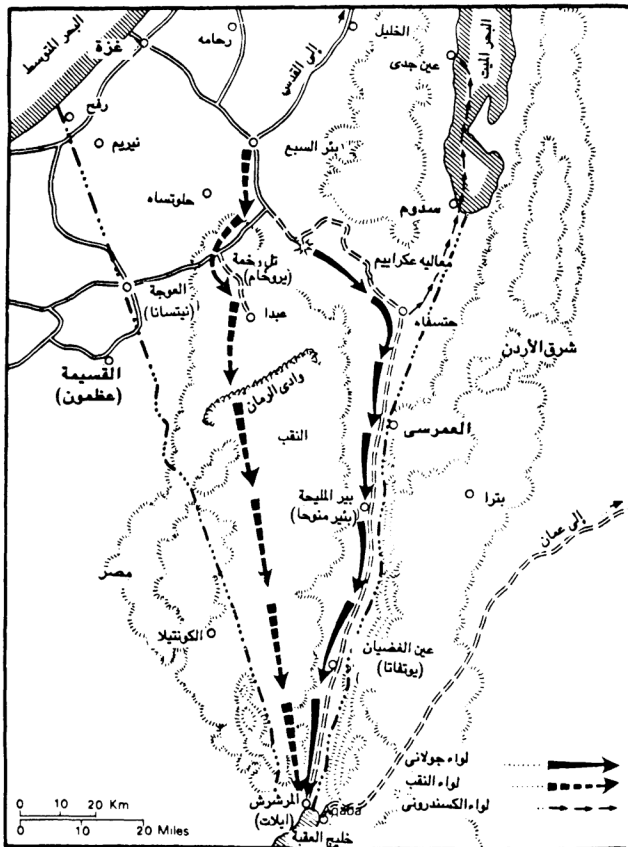 البحر المتوسط
غزة
رحامه
الخليل
البحر الميت
إلى القدس
عين جدى
رفح
نيريم
بئر السبع
حلوتساه
سدوم
تل رخمة
(يروحام)
معاليه عكرابيم
العوجة
(نيتسانا)
عبدا
حتسفاه
شرق الأردن
القسيمة
(عظمون)
وادى الرمان
العمرسى
النقب
بترا
بير المليحة
(بئير منوحا)
إلى عمان
مصر
الكونتيلا
عين الغضيان
(يوتفاتا)
لواء جولانى
لواء النقب
لواء الكسندرونى
المرشرش
(ايلات)
Aqaba
خليج العقبة
0 10 20 Km
0 10 20 Miles